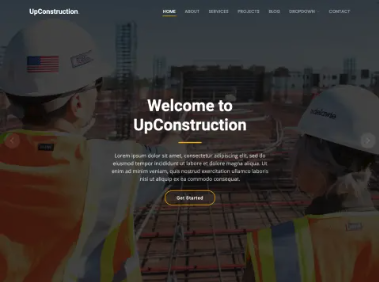 UpConstruction.
HOME ABOUT SERVICES PROJECTS BLOG DROPDOWN CONTACT
Welcome to
UpConstruction
Lorem ipsum dolor sit amet, consectetur adipiscing elit, sed do
eiusmod tempor incididunt ut labore et dolore magna aliqua. Ut
enim ad minim veniam, quis nostrud exercitation ullamco laboris
nisi ut aliquip ex ea commodo consequat.
Get Started